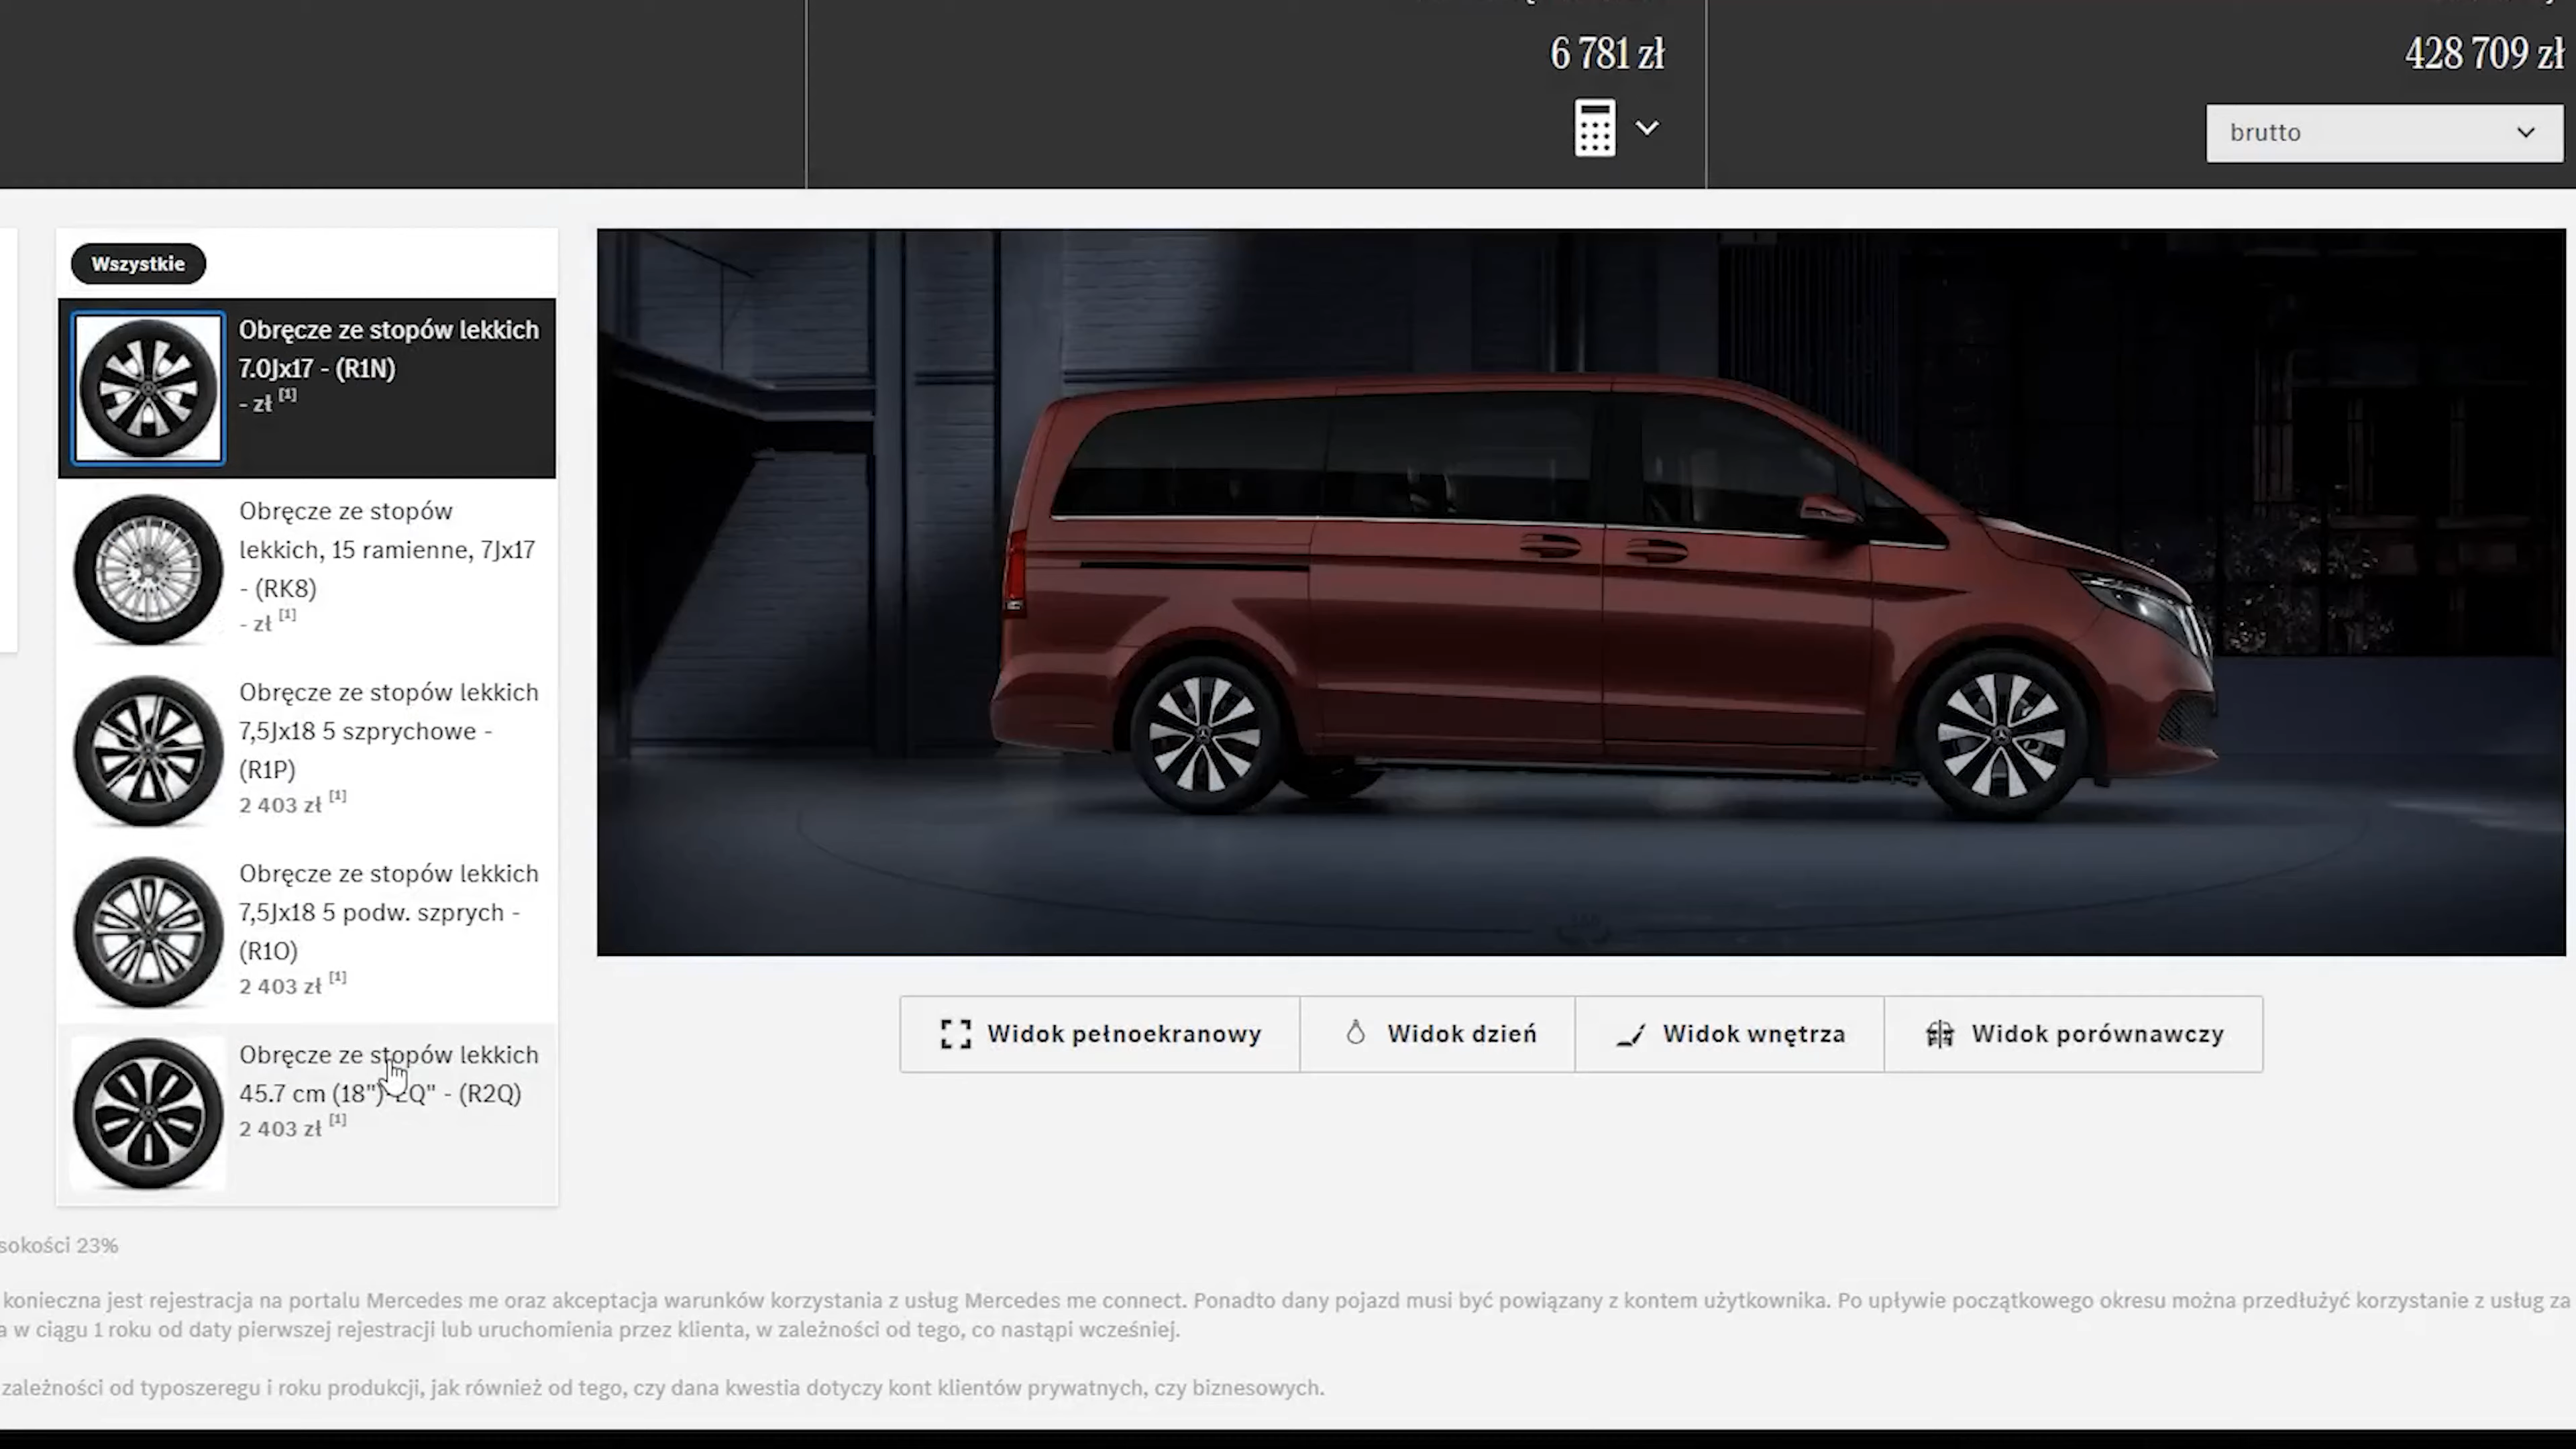 6 781 zł
428 709 zł
brutto
Wszystkie
Obręcze ze stopów lekkich
7.0Jx17 - (R1N)
- zł [1]
Obręcze ze stopów
lekkich, 15 ramienne, 7Jx17
- (RK8)
- zł [1]
Obręcze ze stopów lekkich
7,5Jx18 5 szprychowe -
(R1P)
2 403 zł [1]
Obręcze ze stopów lekkich
7,5Jx18 5 podw. szprych -
(R1O)
2 403 zł [1]
Obręcze ze stopów lekkich
45.7 cm (18") 2Q" - (R2Q)
2 403 zł [1]
Widok pełnoekranowy
Widok dzień
Widok wnętrza
Widok porównawczy
sokości 23%
konieczna jest rejestracja na portalu Mercedes me oraz akceptacja warunków korzystania z usług Mercedes me connect. Ponadto dany pojazd musi być powiązany z kontem użytkownika. Po upływie początkowego okresu można przedłużyć korzystanie z usług za
a w ciągu 1 roku od daty pierwszej rejestracji lub uruchomienia przez klienta, w zależności od tego, co nastąpi wcześniej.
zależności od typoszeregu i roku produkcji, jak również od tego, czy dana kwestia dotyczy kont klientów prywatnych, czy biznesowych.